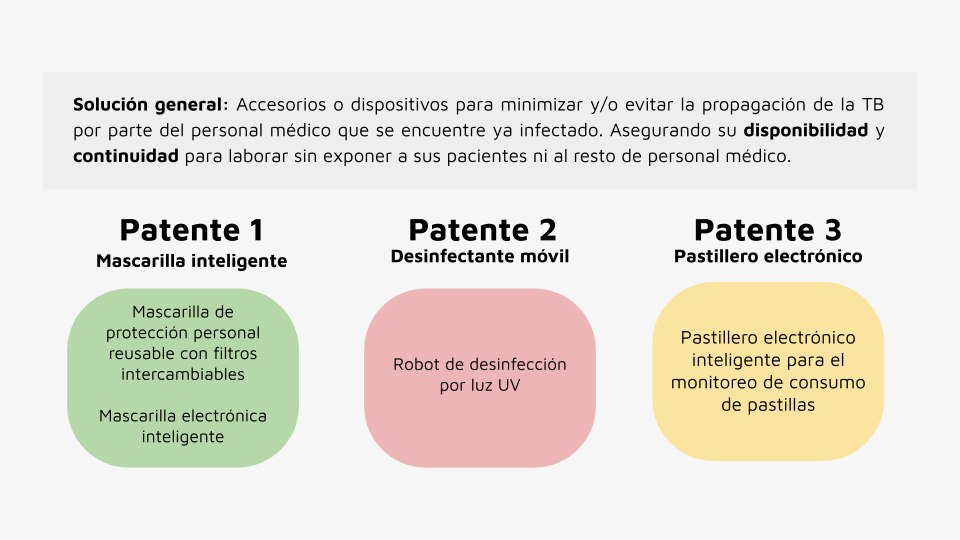 Solución general: Accesorios o dispositivos para minimizar y/o evitar la propagación de la TB
por parte del personal médico que se encuentre ya infectado. Asegurando su disponibilidad y
continuidad para laborar sin exponer a sus pacientes ni al resto de personal médico.
Patente 1
Mascarilla inteligente
Mascarilla de
protección personal
reusable con filtros
intercambiables
Mascarilla electrónica
inteligente
Patente 2
Desinfectante móvil
Robot de desinfección
por luz UV
Patente 3
Pastillero electrónico
Pastillero electrónico
inteligente para el
monitoreo de consumo
de pastillas